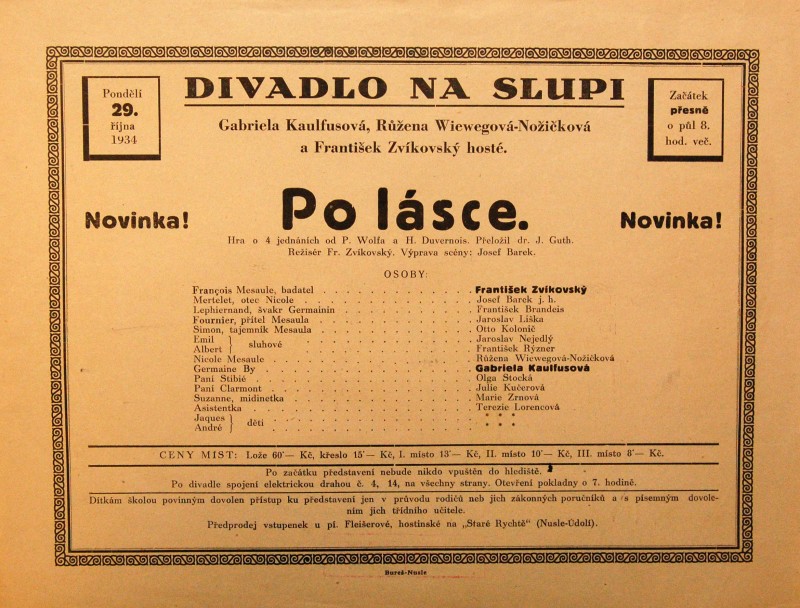 Pondělí
29.
října
1934
DIVADLO NA SLUPI
Začátek
přesně
o půl 8.
hod. več.
Gabriela Kaulfusová, Růžena Wiewegová-Nožičková
a František Zvíkovský hosté.
Novinka!
Po lásce.
Novinka!
Hra o 4 jednáních od P. Wolfa a H. Duvernois. Přeložil dr. J. Guth.
Režisér Fr. Zvíkovský. Výprava scény: Josef Barek.
OSOBY:
François Mesaule, badatel . . . . . . . . . . . . František Zvíkovský
Mertelet, otec Nicole . . . . . . . . . . . . . Josef Barek j. h.
Lephiernand, švakr Germainin . . . . . . . . . . František Brandeis
Fournier, přítel Mesaula . . . . . . . . . . . . Jaroslav Liška
Simon, tajemník Mesaula . . . . . . . . . . . . Otto Kolonič
Emil } sluhové . . . . . . . . . . . . Jaroslav Nejedlý
Albert } . . . . . . . . . . . . František Rýzner
Nicole Mesaule . . . . . . . . . . . . . . Růžena Wiewegová-Nožičková
Germaine By . . . . . . . . . . . . . . . Gabriela Kaulfusová
Paní Stibié . . . . . . . . . . . . . . . Olga Stocká
Paní Clarmont . . . . . . . . . . . . . . Julie Kučerová
Suzanne, midinetka . . . . . . . . . . . . . Marie Zrnová
Asistentka . . . . . . . . . . . . . . . Terezie Lorencová
Jaques } děti . . . . . . . . . . . . . * * *
André } . . . . . . . . . . . . . * * *
CENY MÍST: Lože 60'— Kč, křeslo 15'— Kč, I. místo 13'— Kč, II. místo 10'— Kč, III. místo 8'— Kč.
Po začátku představení nebude nikdo vpuštěn do hlediště.
Po divadle spojení elektrickou drahou č. 4, 14, na všechny strany. Otevření pokladny o 7. hodině.
Dítkám školou povinným dovolen přístup ku představení jen v průvodu rodičů neb jich zákonných poručníků a s písemným dovole-
ním jich třídního učitele.
Předprodej vstupenek u pí. Fleišerové, hostinské na „Staré Rychtě" (Nusle-Údolí).
Bureš-Nusle